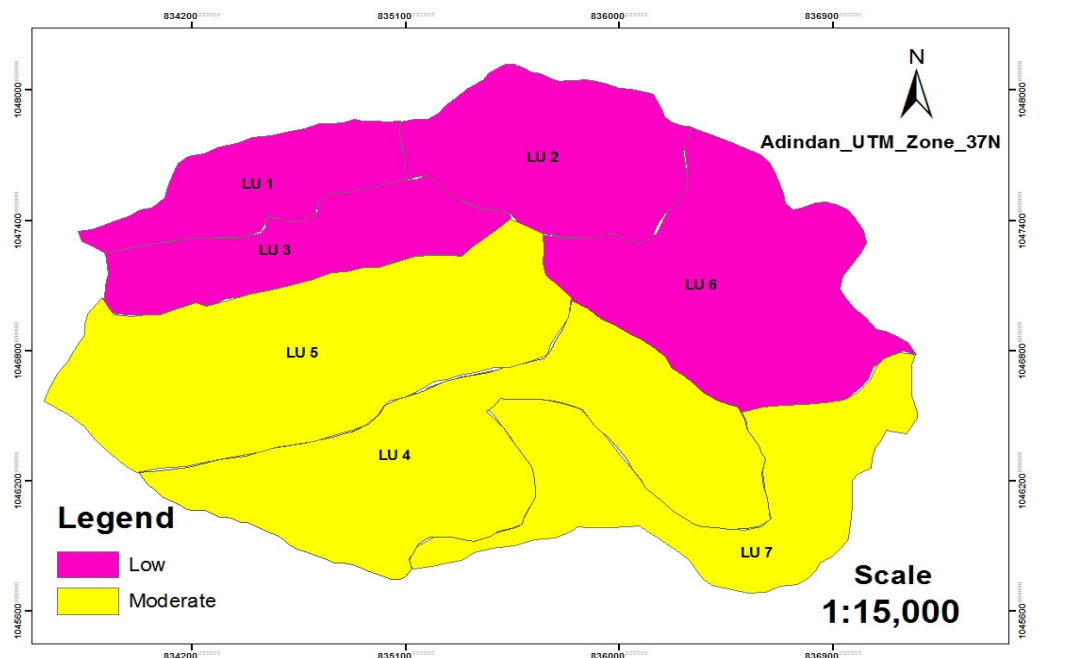 834200 835100 836000 836900
N
Adindan_UTM_Zone_37N
1048000 1048000
LU 2
LU 1
1047400 1047400
LU 3
LU 6
1046800 1046800
LU 5
LU 4
1046200 1046200
Legend
Low
Moderate
LU 7
Scale
1:15,000
1045600 1045600
834200 835100 836000 836900